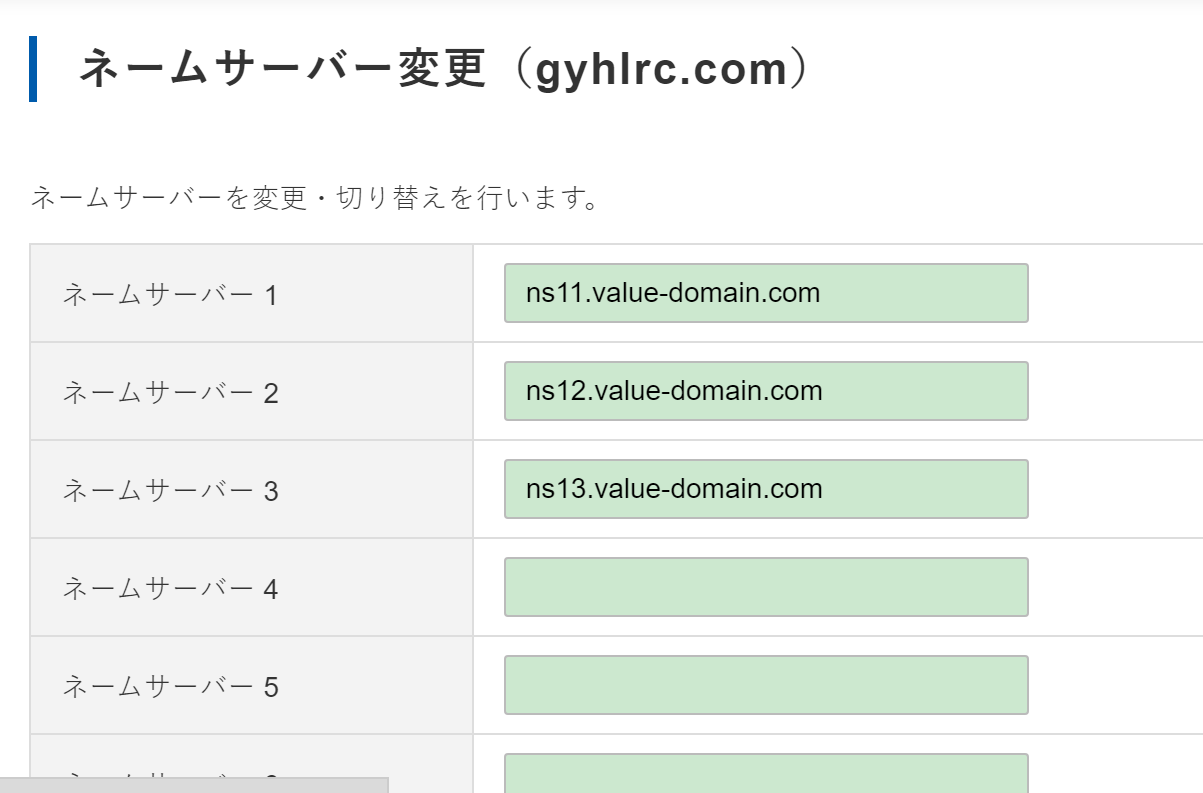 ネームサーバー変更（gyhlrc.com）
ネームサーバーを変更・切り替えを行います。
ネームサーバー 1
ns11.value-domain.com
ネームサーバー 2
ns12.value-domain.com
ネームサーバー 3
ns13.value-domain.com
ネームサーバー 4
ネームサーバー 5